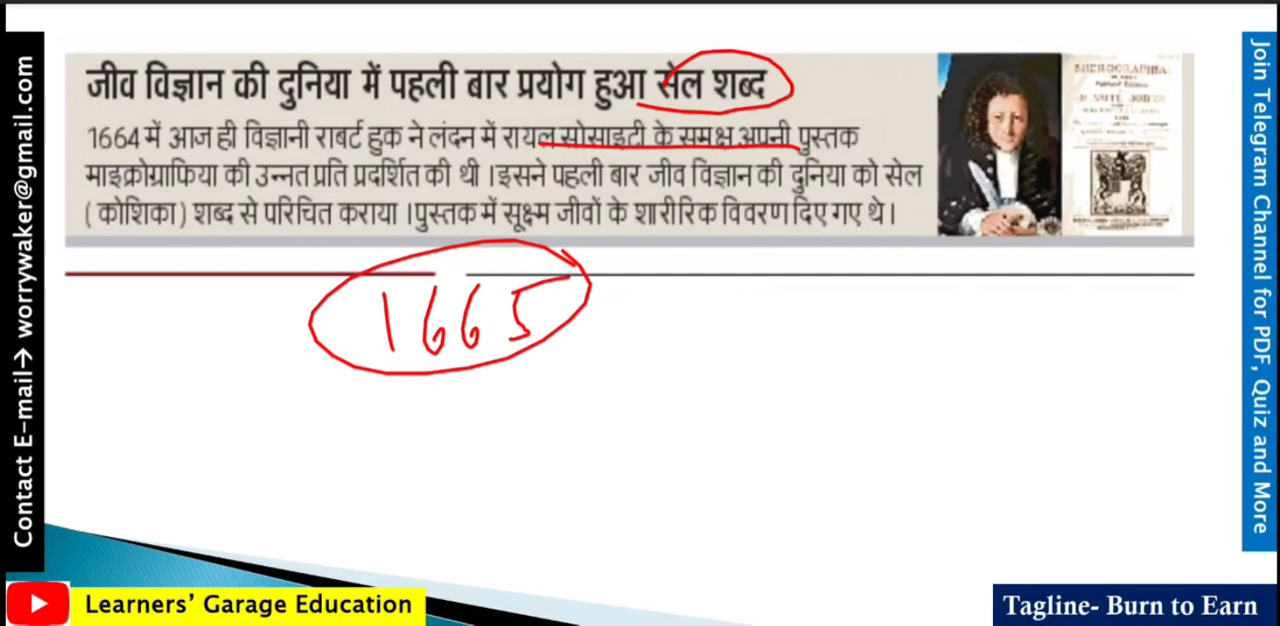 Contact E-mail→ worrywaker@gmail.com
जीव विज्ञान की दुनिया में पहली बार प्रयोग हुआ सेल शब्द
1664 में आज ही विज्ञानी राबर्ट हुक ने लंदन में रायल सोसाइटी के समक्ष अपनी पुस्तक
माइक्रोग्राफिया की उन्नत प्रति प्रदर्शित की थी । इसने पहली बार जीव विज्ञान की दुनिया को सेल
( कोशिका ) शब्द से परिचित कराया । पुस्तक में सूक्ष्म जीवों के शारीरिक विवरण दिए गए थे ।
1665
Join Telegram Channel for PDF, Quiz and More
Learners’ Garage Education
Tagline- Burn to Earn